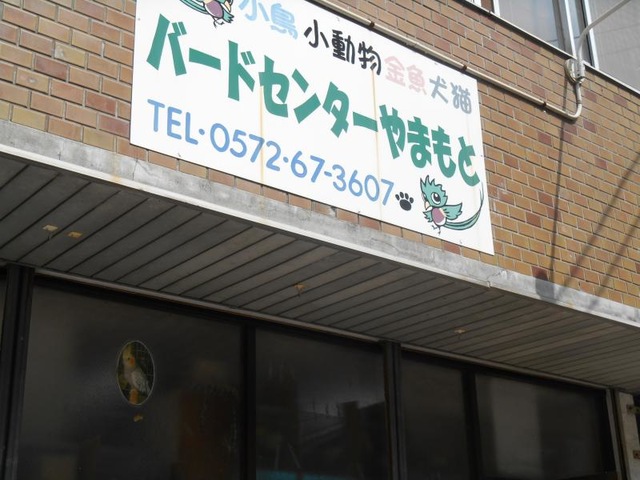 小鳥 小動物 金魚 犬猫
バードセンターやまもと
TEL・0572・67-3607